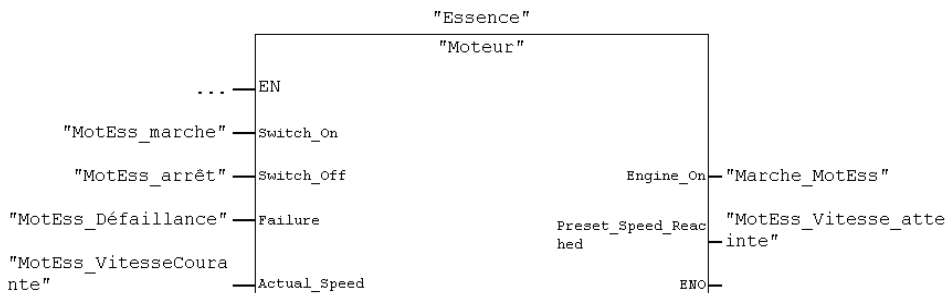 "Essence"
"Moteur"
... EN
"MotEss_marche" Switch_On
"MotEss_arrêt" Switch_Off Engine_On "Marche_MotEss"
"MotEss_Défaillance" Failure Preset_Speed_Reac "MotEss_Vitesse_atte
hed inte"
"MotEss_VitesseCoura
nte" Actual_Speed ENO